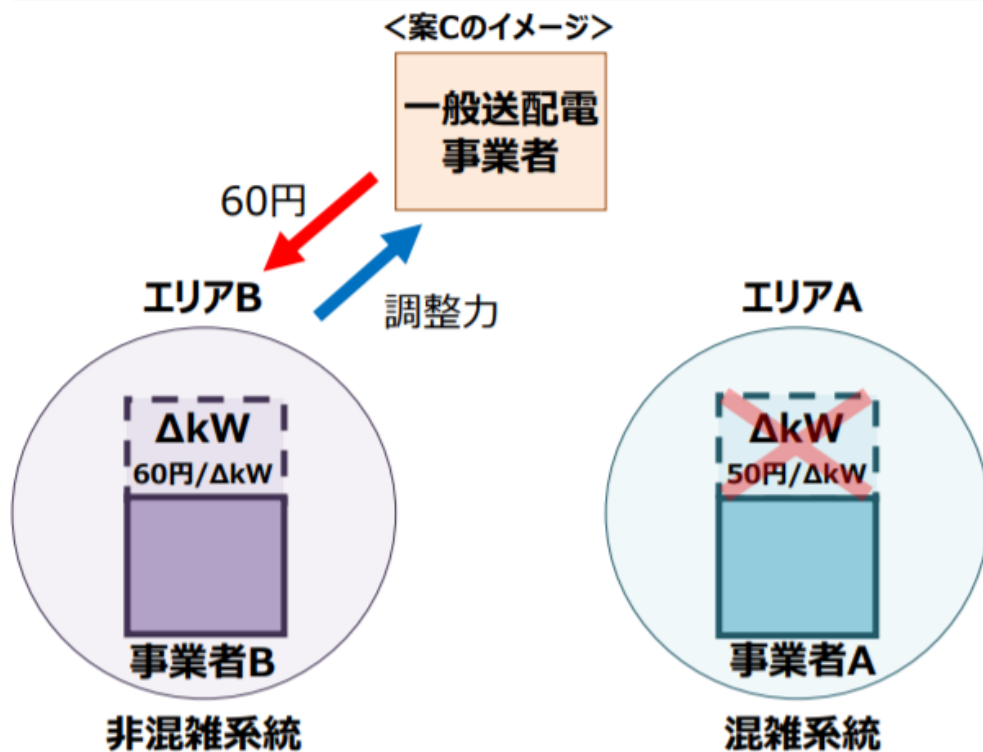 <案Cのイメージ>
一般送配電
事業者
60円
調整力
エリアB
ΔkW
60円/ΔkW
事業者B
非混雑系統
エリアA
ΔkW
50円/ΔkW
事業者A
混雑系統